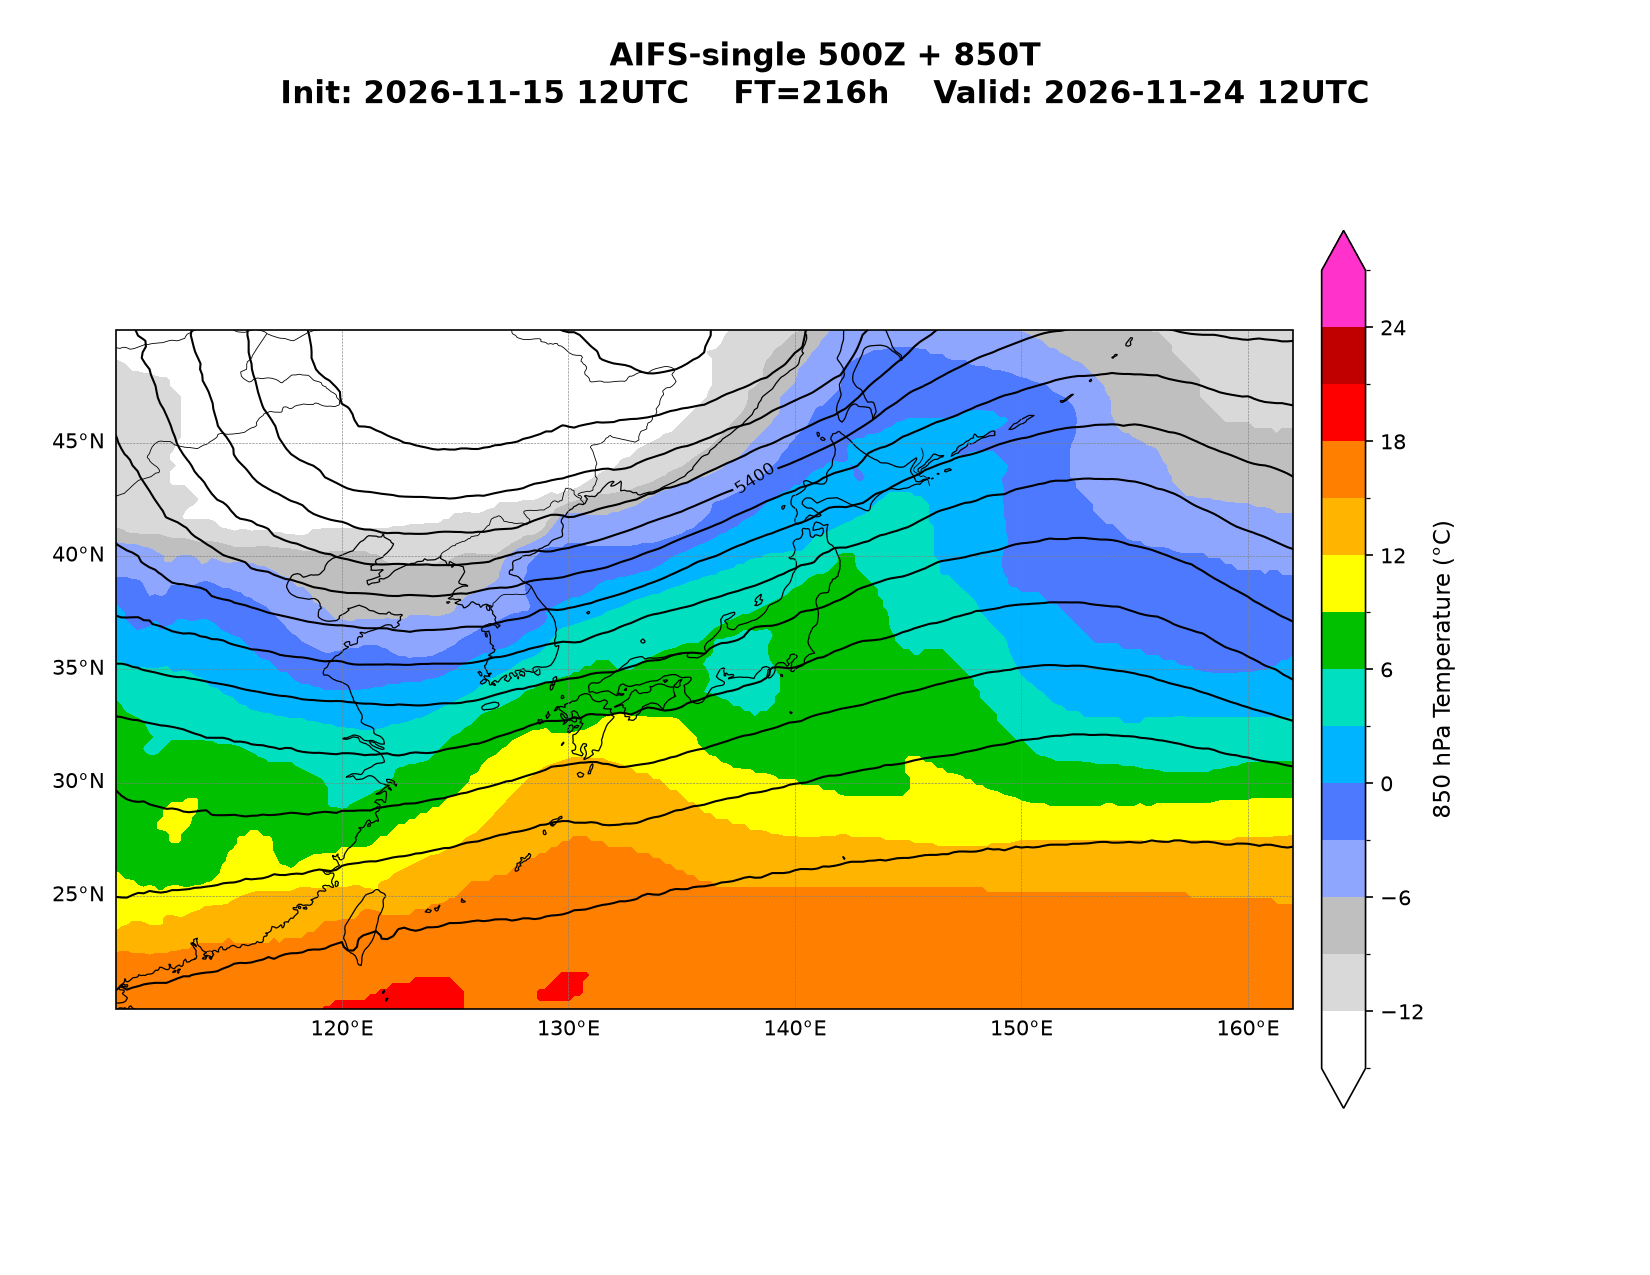 AIFS-single 500Z + 850T
Init: 2026-11-15 12UTC    FT=216h    Valid: 2026-11-24 12UTC
45°N
40°N
35°N
30°N
25°N
120°E
130°E
140°E
150°E
160°E
5400
24
18
12
6
0
−6
−12
850 hPa Temperature (°C)